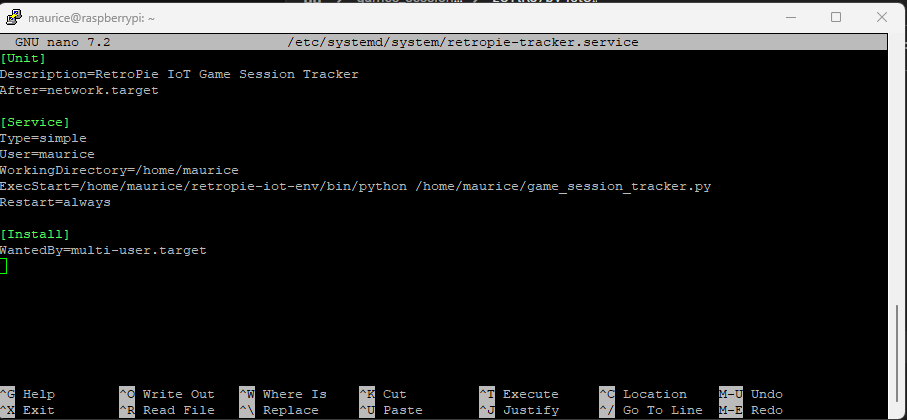 maurice@raspberrypi: ~
GNU nano 7.2 /etc/systemd/system/retropie-tracker.service
[Unit]
Description=RetroPie IoT Game Session Tracker
After=network.target
[Service]
Type=simple
User=maurice
WorkingDirectory=/home/maurice
ExecStart=/home/maurice/retropie-iot-env/bin/python /home/maurice/game_session_tracker.py
Restart=always
[Install]
WantedBy=multi-user.target
^G Help ^O Write Out ^W Where Is ^K Cut ^T Execute ^C Location M-U Undo
^X Exit ^R Read File ^\ Replace ^U Paste ^J Justify ^/ Go To Line M-E Redo